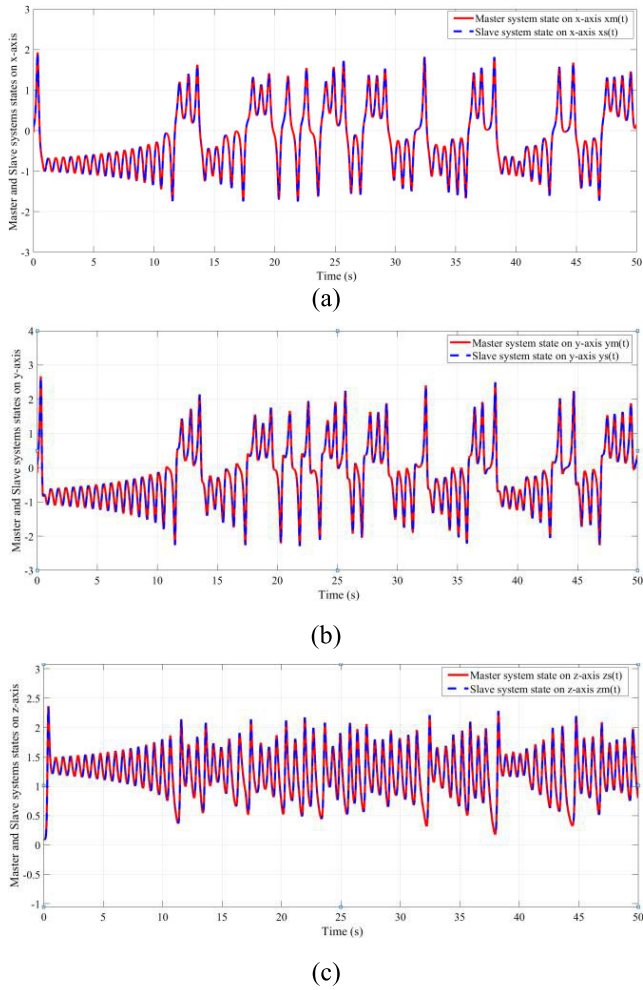 Master and Slave systems states on x-axis
3
2
1
0
-1
-2
-3
Master system state on x-axis xm(t)
Slave system state on x-axis xs(t)
0 5 10 15 20 25 30 35 40 45 50
Time (s)
(a)
Master and Slave systems states on y-axis
4
3
2
1
0
-1
-2
-3
Master system state on y-axis ym(t)
Slave system state on y-axis ys(t)
0 5 10 15 20 25 30 35 40 45 50
Time (s)
(b)
Master and Slave systems states on z-axis
3
2.5
2
1.5
1
0.5
0
-0.5
-1
Master system state on z-axis zs(t)
Slave system state on z-axis zm(t)
0 5 10 15 20 25 30 35 40 45 50
Time (s)
(c)